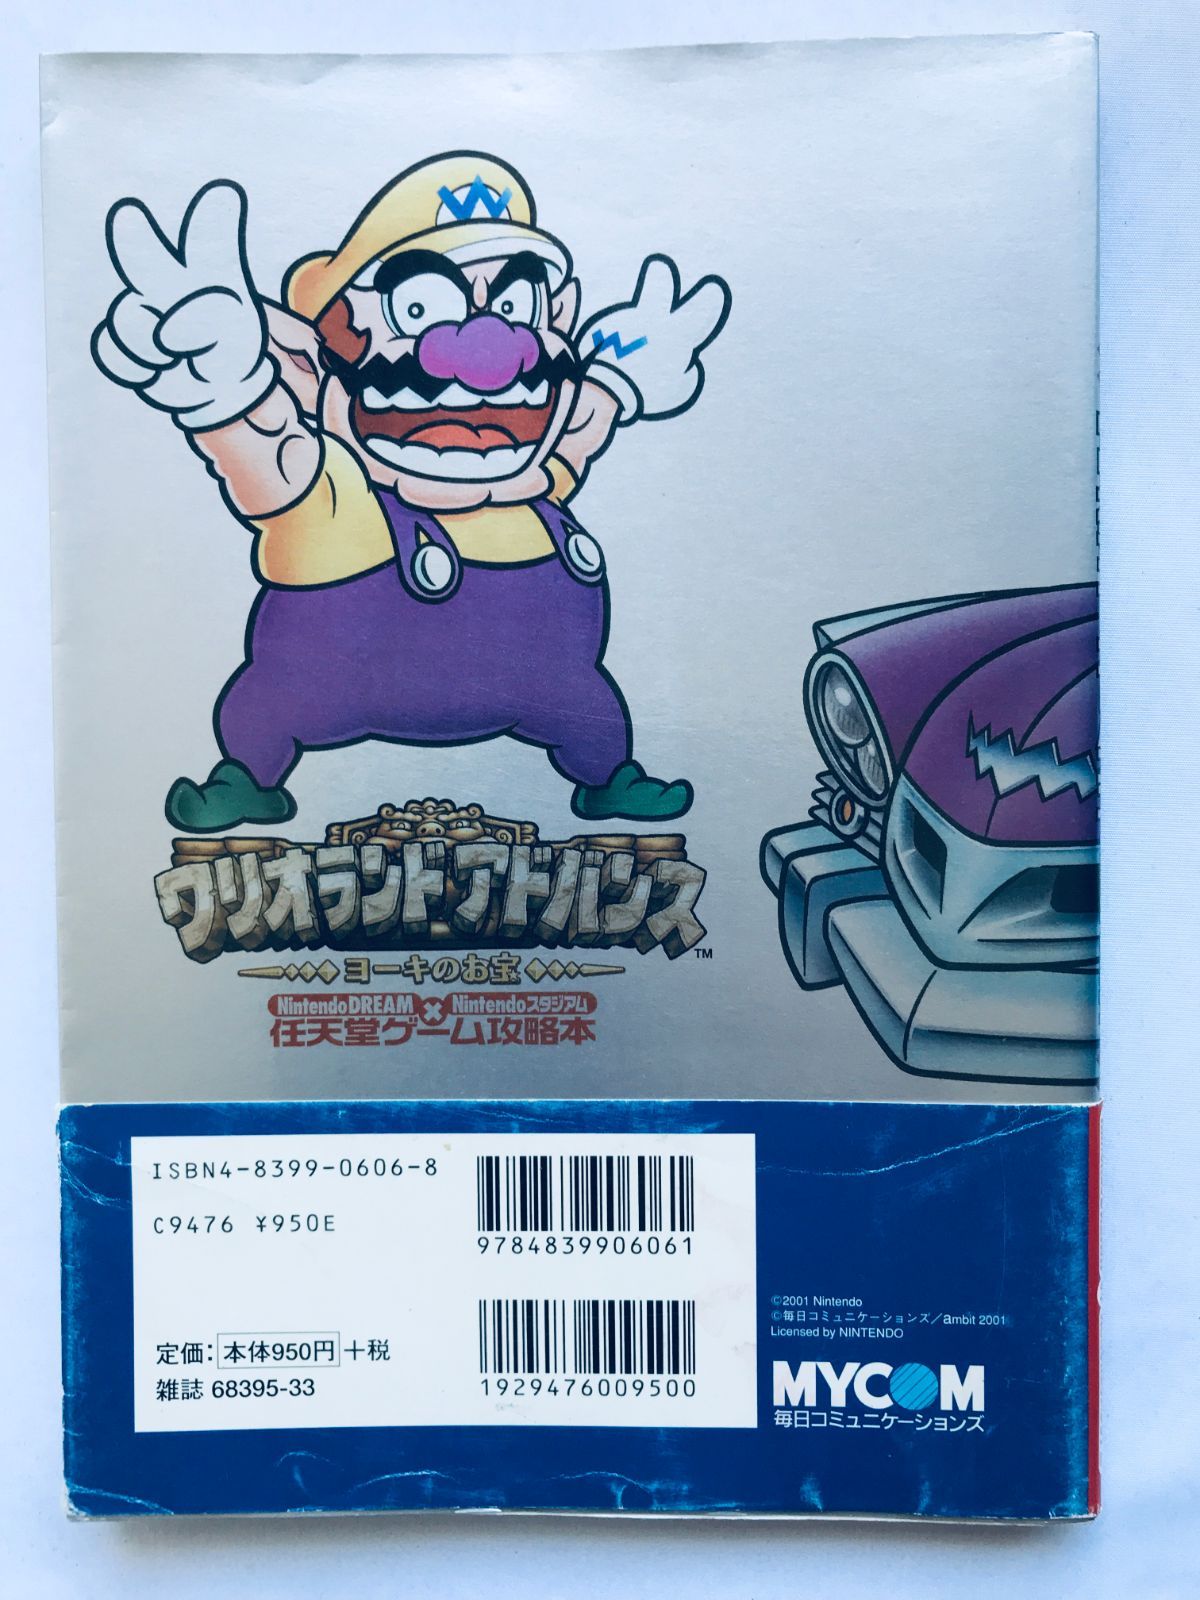 W
W
ワリオランドアドバンス
TM
ヨーキのお宝
NintendoDREAM × Nintendoスタジアム
任天堂ゲーム攻略本
ISBN4-8399-0606-8
C9476 ¥950E
9784839906061
定価:本体950円+税
雑誌 68395-33
1929476009500
©2001 Nintendo
©毎日コミュニケーションズ/ambit 2001
Licensed by NINTENDO
MYCOM
毎日コミュニケーションズ